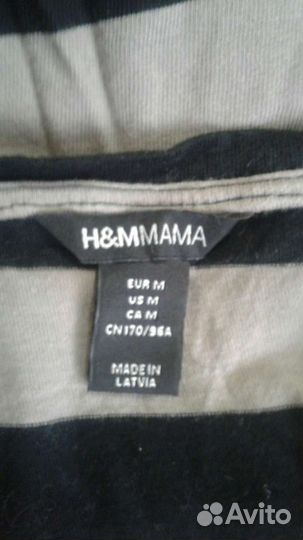 H&MMAMA
EUR M
US M
CA M
CN170/96A
MADE IN
LATVIA
Avito